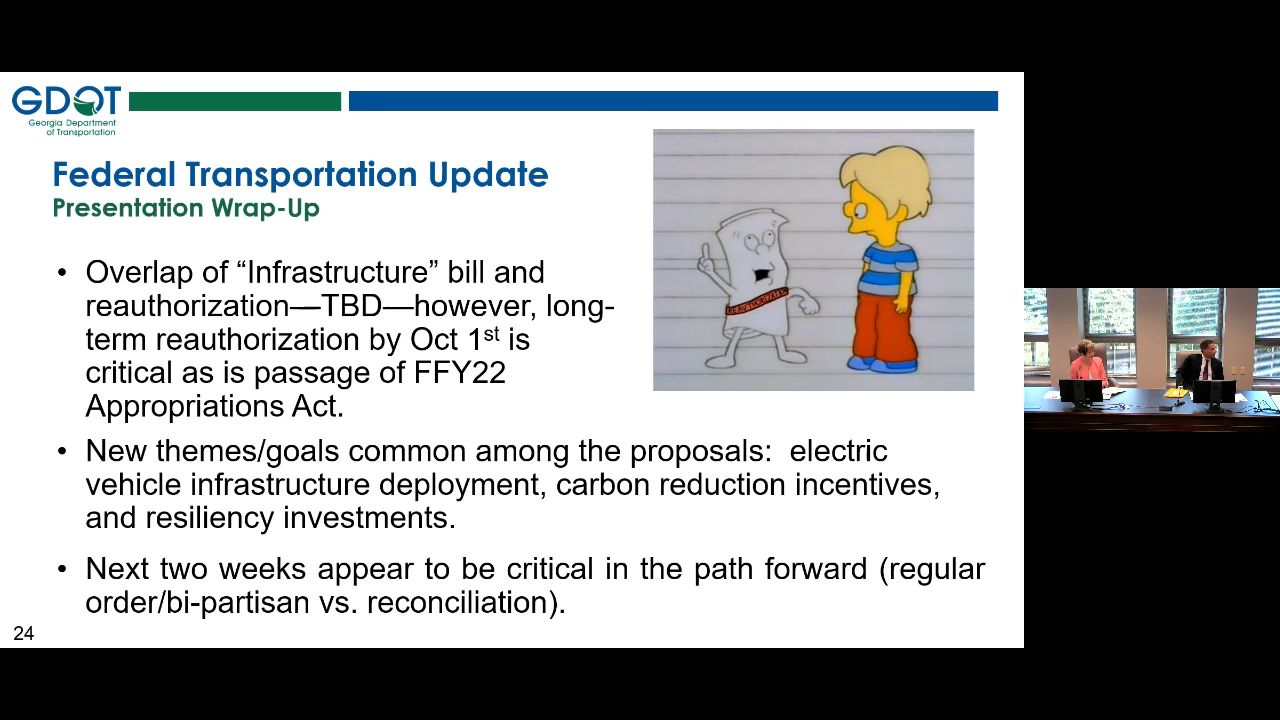 GDOT
Georgia Department
of Transportation
Federal Transportation Update
Presentation Wrap-Up
• Overlap of “Infrastructure” bill and
reauthorization—TBD—however, long-
term reauthorization by Oct 1st is
critical as is passage of FFY22
Appropriations Act.
REAUTHORIZATION
• New themes/goals common among the proposals:  electric
vehicle infrastructure deployment, carbon reduction incentives,
and resiliency investments.
• Next two weeks appear to be critical in the path forward (regular
order/bi-partisan vs. reconciliation).
24